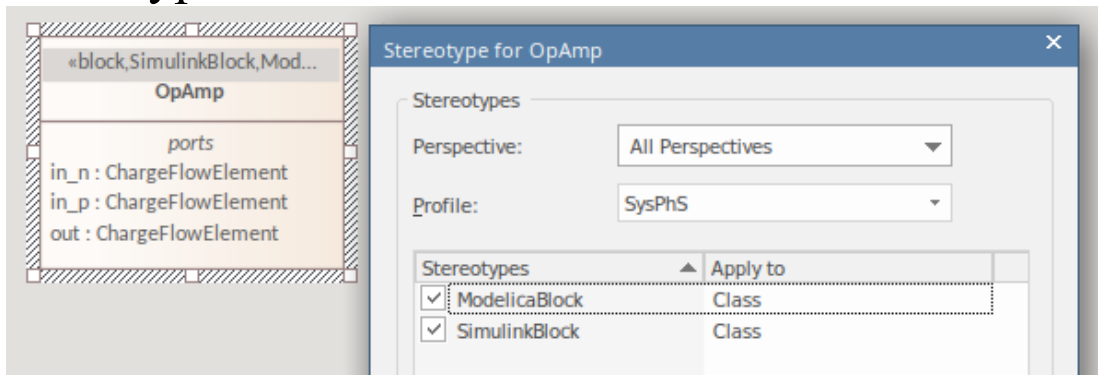 «block,SimulinkBlock,Mod...
OpAmp
ports
in_n : ChargeFlowElement
in_p : ChargeFlowElement
out : ChargeFlowElement
Stereotype for OpAmp
Stereotypes
Perspective: All Perspectives
Profile: SysPhS
Stereotypes Apply to
ModelicaBlock Class
SimulinkBlock Class